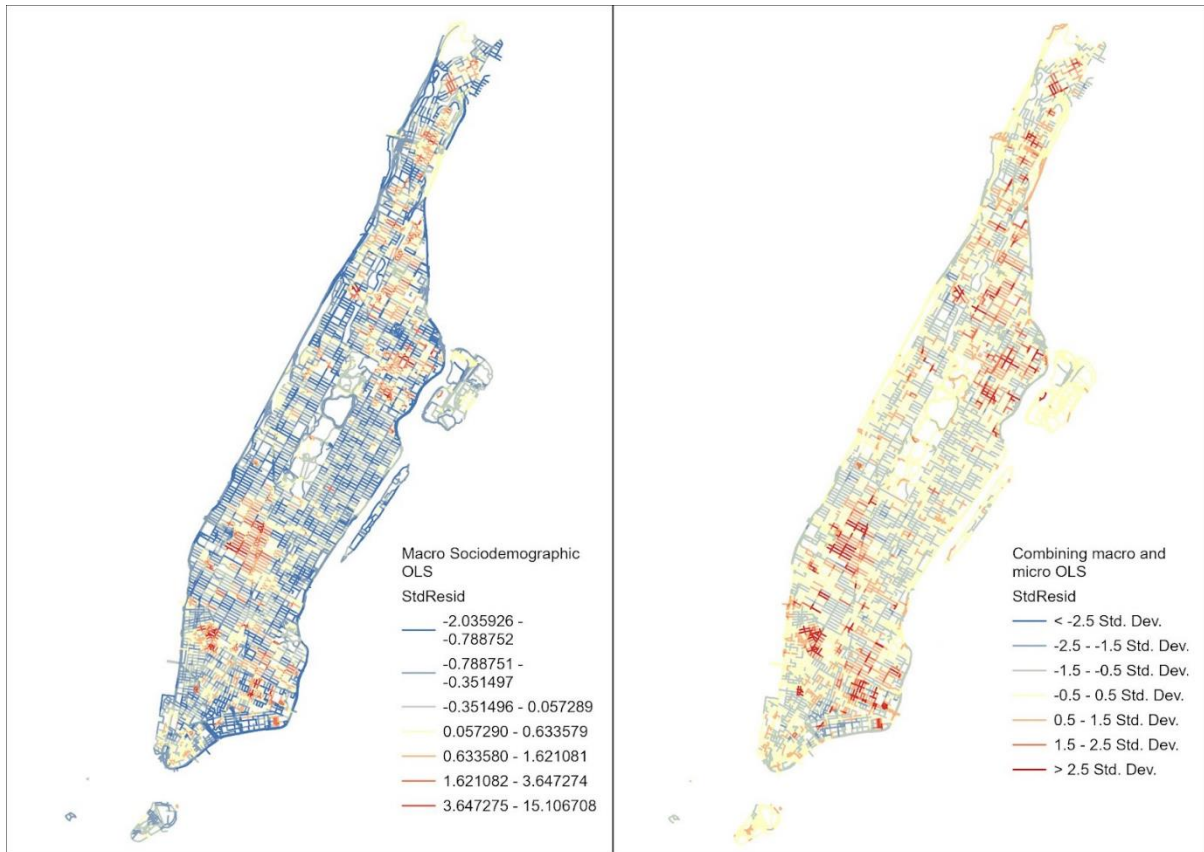 Macro Sociodemographic
OLS
StdResid
-2.035926 -
-0.788752
-0.788751 -
-0.351497
-0.351496 - 0.057289
0.057290 - 0.633579
0.633580 - 1.621081
1.621082 - 3.647274
3.647275 - 15.106708
Combining macro and
micro OLS
StdResid
< -2.5 Std. Dev.
-2.5 - -1.5 Std. Dev.
-1.5 - -0.5 Std. Dev.
-0.5 - 0.5 Std. Dev.
0.5 - 1.5 Std. Dev.
1.5 - 2.5 Std. Dev.
> 2.5 Std. Dev.